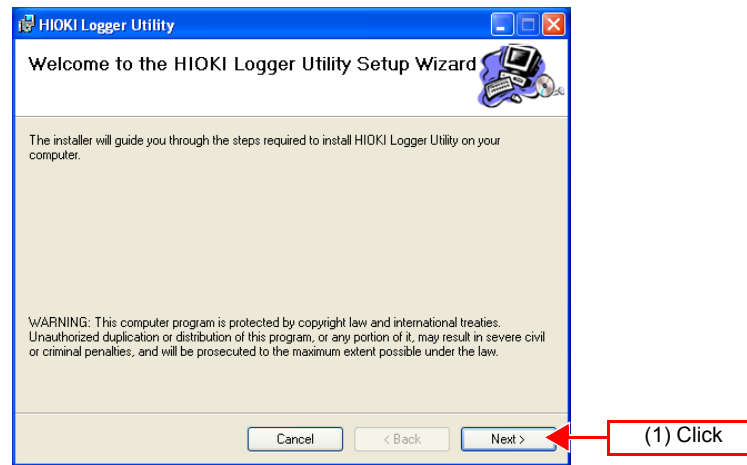 HIOKI Logger Utility
Welcome to the HIOKI Logger Utility Setup Wizard
The installer will guide you through the steps required to install HIOKI Logger Utility on your
computer.
WARNING: This computer program is protected by copyright law and international treaties.
Unauthorized duplication or distribution of this program, or any portion of it, may result in severe civil
or criminal penalties, and will be prosecuted to the maximum extent possible under the law.
Cancel < Back Next > (1) Click